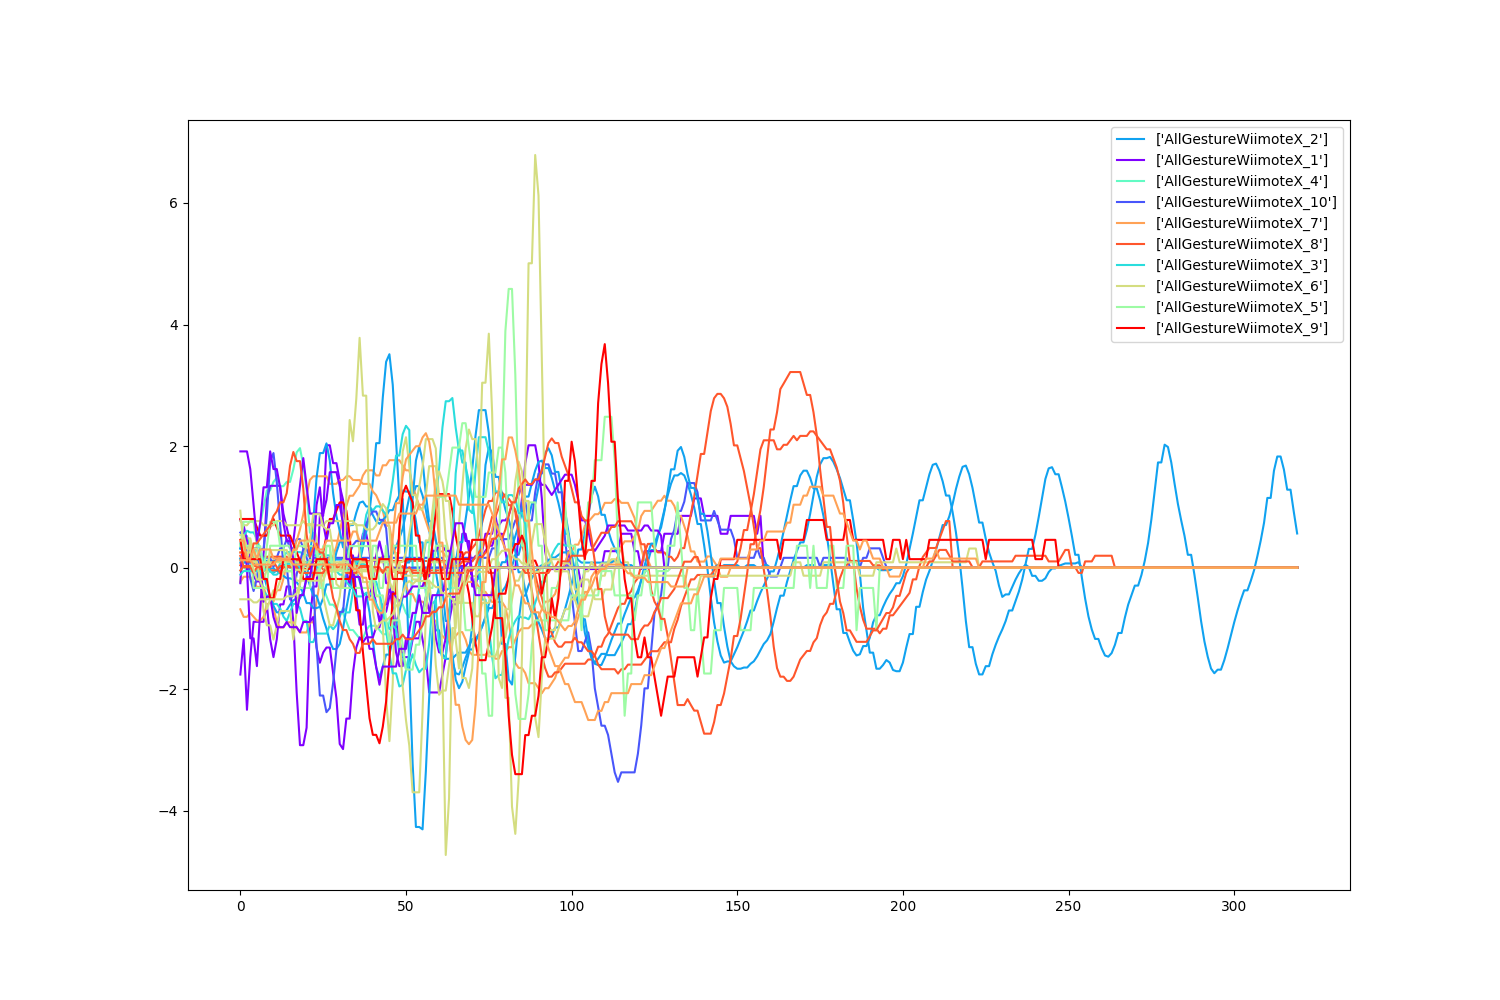 ['AllGestureWiimoteX_2']
['AllGestureWiimoteX_1']
['AllGestureWiimoteX_4']
['AllGestureWiimoteX_10']
['AllGestureWiimoteX_7']
['AllGestureWiimoteX_8']
['AllGestureWiimoteX_3']
['AllGestureWiimoteX_6']
['AllGestureWiimoteX_5']
['AllGestureWiimoteX_9']
6
4
2
0
−2
−4
0 50 100 150 200 250 300